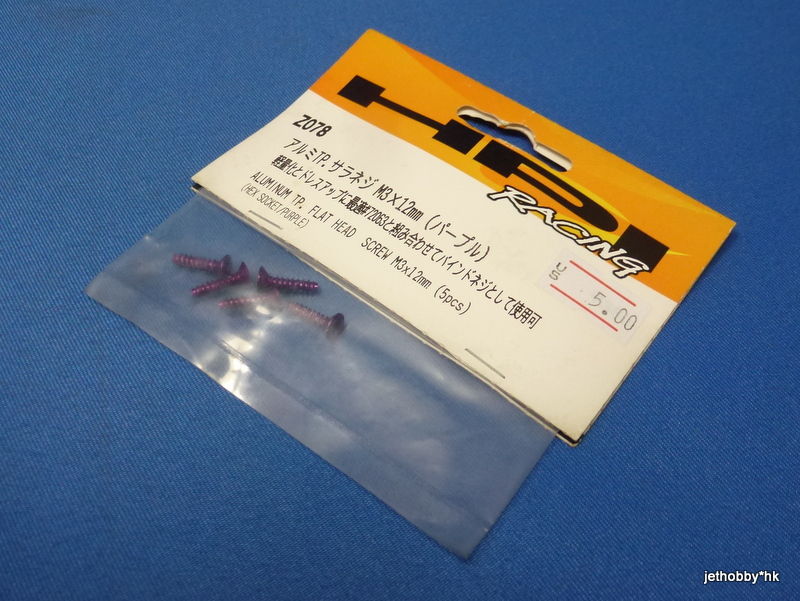 HPI
RACING
Z078
アルミTP.サラネジ M3×12mm (パープル)
軽量化とドレスアップに最適!Z063と組み合わせてバインドネジとして使用可
ALUMINUM TP. FLAT HEAD SCREW M3x12mm (5pcs)
(HEX SOCKET/PURPLE)
US 5.00
jethobby*hk